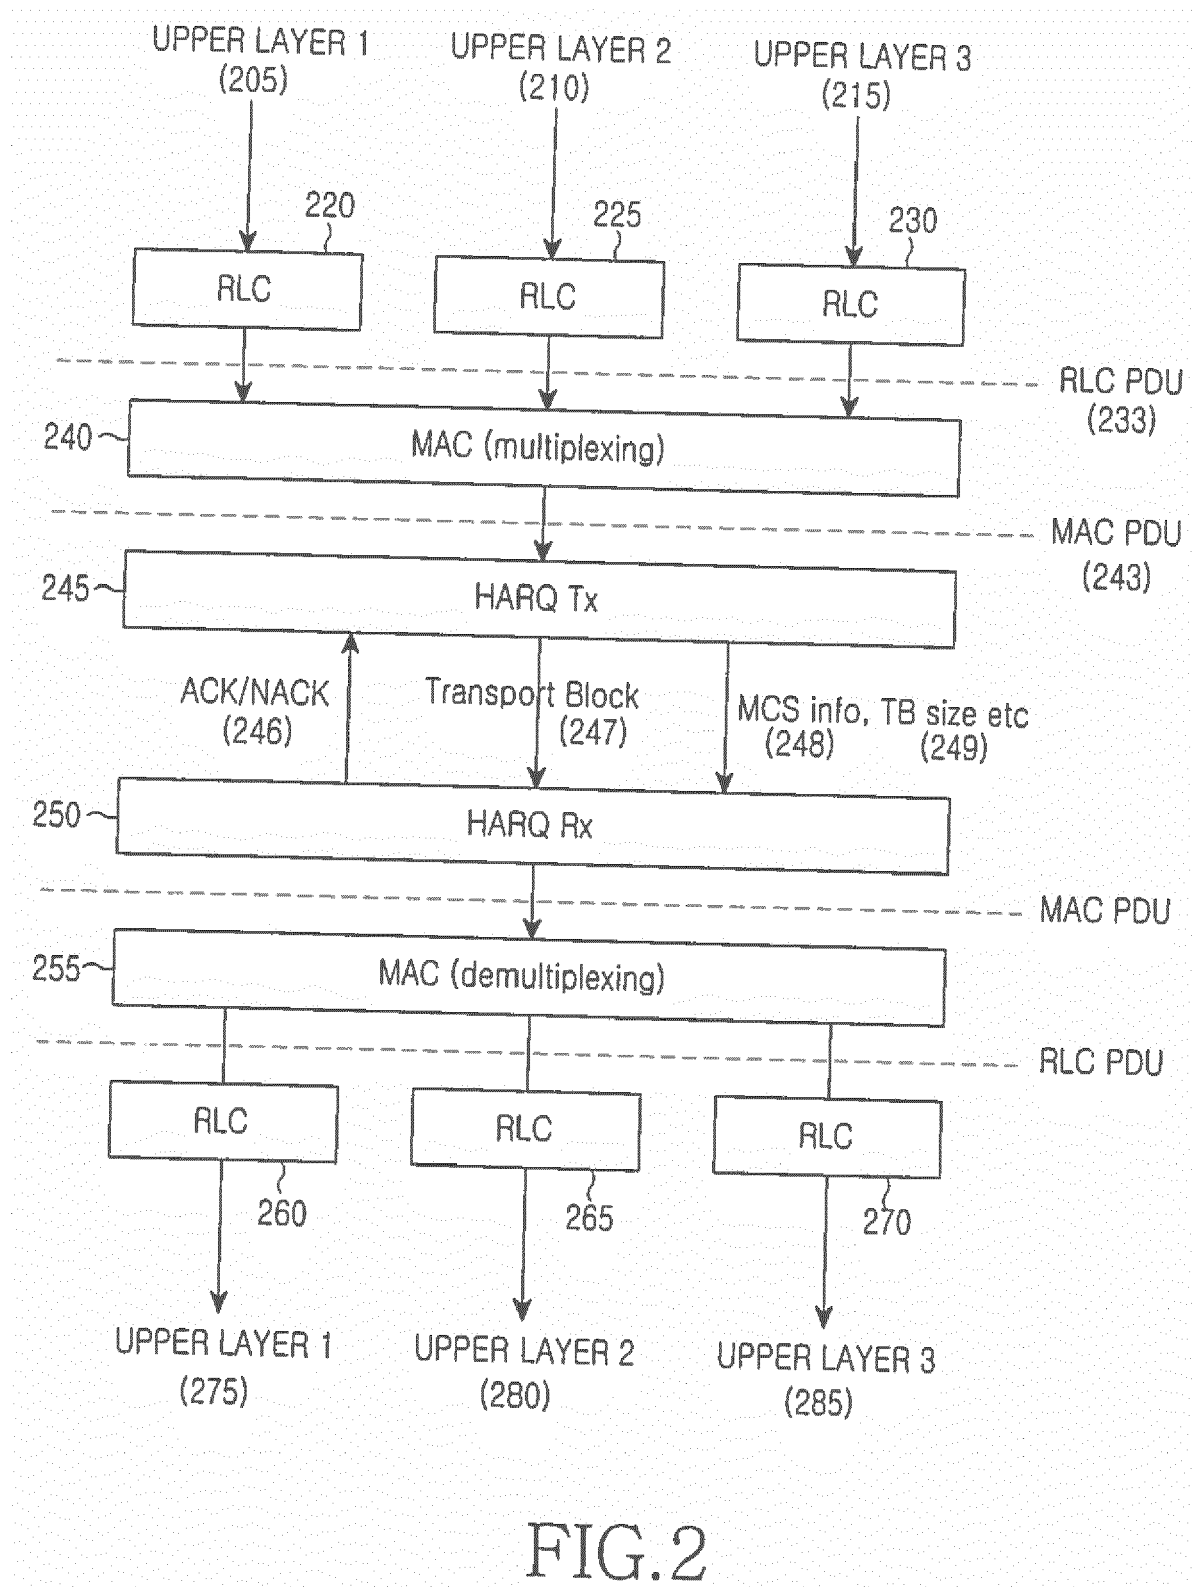 UPPER LAYER 1
(205)
UPPER LAYER 2
(210)
UPPER LAYER 3
(215)
220
225
230
RLC
RLC
RLC
RLC PDU
(233)
240
MAC (multiplexing)
MAC PDU
(243)
245
HARQ Tx
ACK/NACK
(246)
Transport Block
(247)
MCS info, TB size etc
(248)
(249)
250
HARQ Rx
MAC PDU
255
MAC (demultiplexing)
RLC PDU
RLC
RLC
RLC
260
265
270
UPPER LAYER 1
(275)
UPPER LAYER 2
(280)
UPPER LAYER 3
(285)
FIG.2